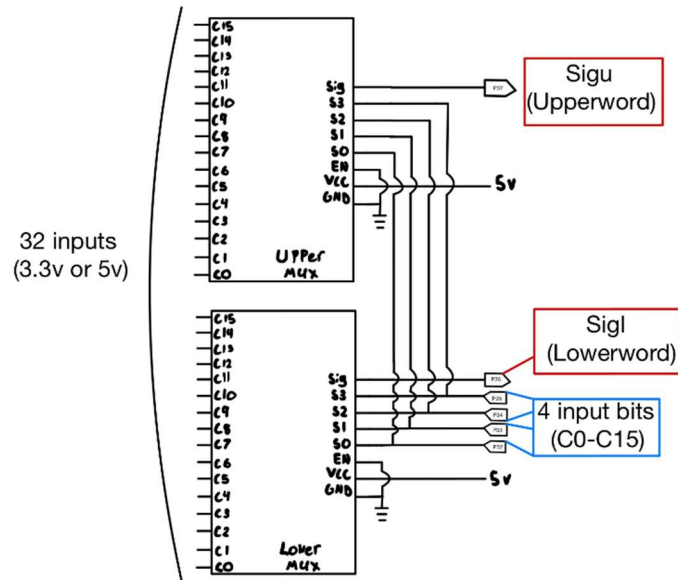 32 inputs
(3.3v or 5v)
C15
C14
C13
C12
C11
C10
C9
C8
C7
C6
C5
C4
C3
C2
C1
C0
Sig
S3
S2
S1
S0
EN
VCC
GND
UPPer
MUX
P37
5v
Sigu
(Upperword)
C15
C14
C13
C12
C11
C10
C9
C8
C7
C6
C5
C4
C3
C2
C1
C0
Sig
S3
S2
S1
S0
EN
VCC
GND
Lower
MUX
P34
5v
Sigl
(Lowerword)
4 input bits
(C0-C15)